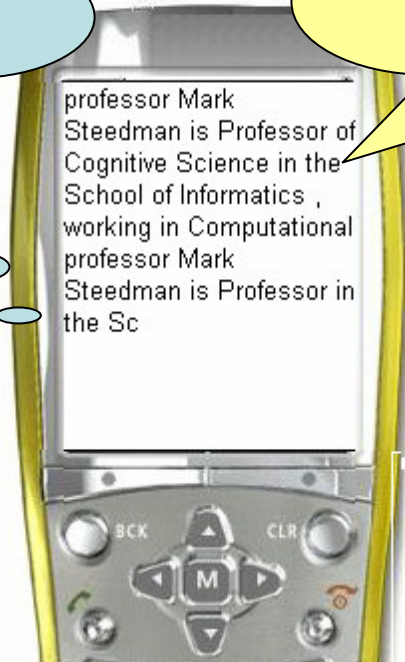 professor Mark
Steedman is Professor of
Cognitive Science in the
School of Informatics ,
working in Computational
professor Mark
Steedman is Professor in
the Sc
BCK
CLR
M